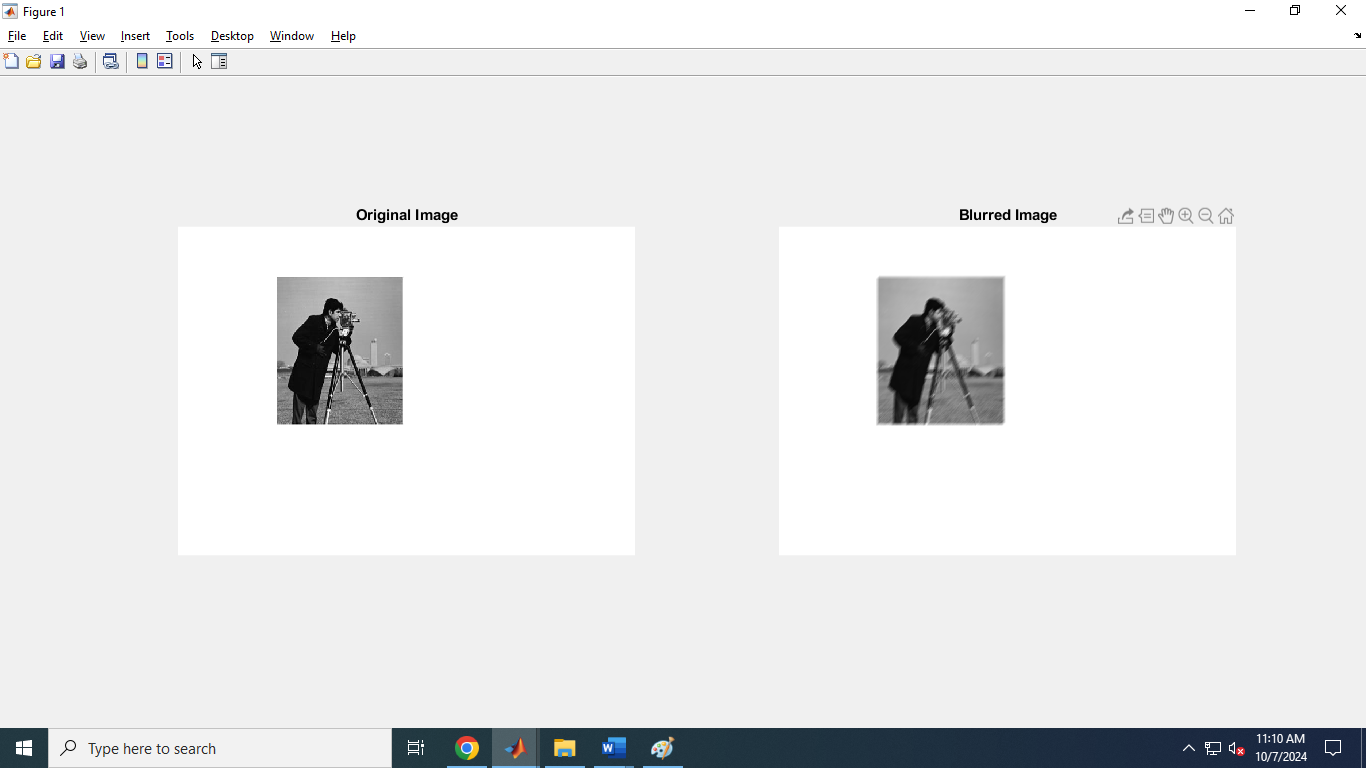 Figure 1
File Edit View Insert Tools Desktop Window Help
Original Image
Blurred Image
Type here to search
W
11:10 AM
10/7/2024